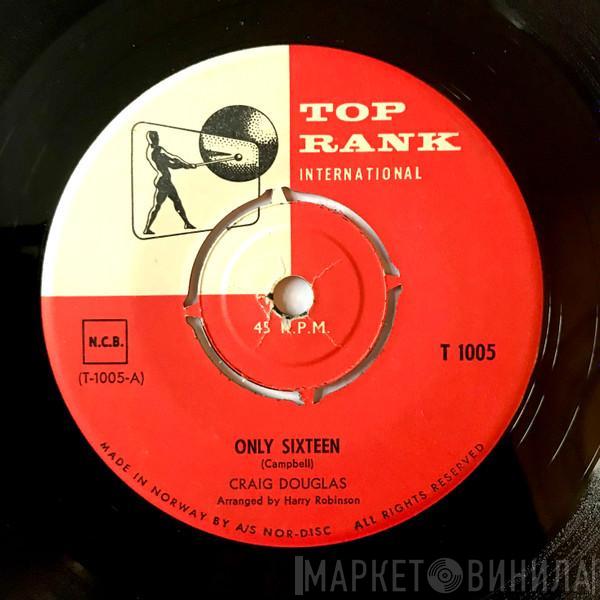 TOP
RANK
INTERNATIONAL
45 R.P.M.
N.C.B.
(T-1005-A)
T 1005
ONLY SIXTEEN
(Campbell)
CRAIG DOUGLAS
Arranged by Harry Robinson
MADE IN NORWAY BY A/S NOR-DISC ALL RIGHTS RESERVED
МАРКЕТ ВИНИЛА